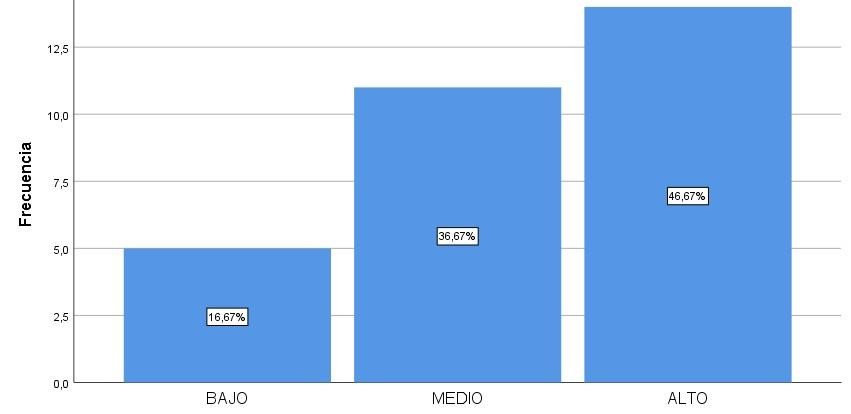 Frecuencia
12,5
10,0
7,5
5,0
2,5
0,0
16,67%
36,67%
46,67%
BAJO
MEDIO
ALTO